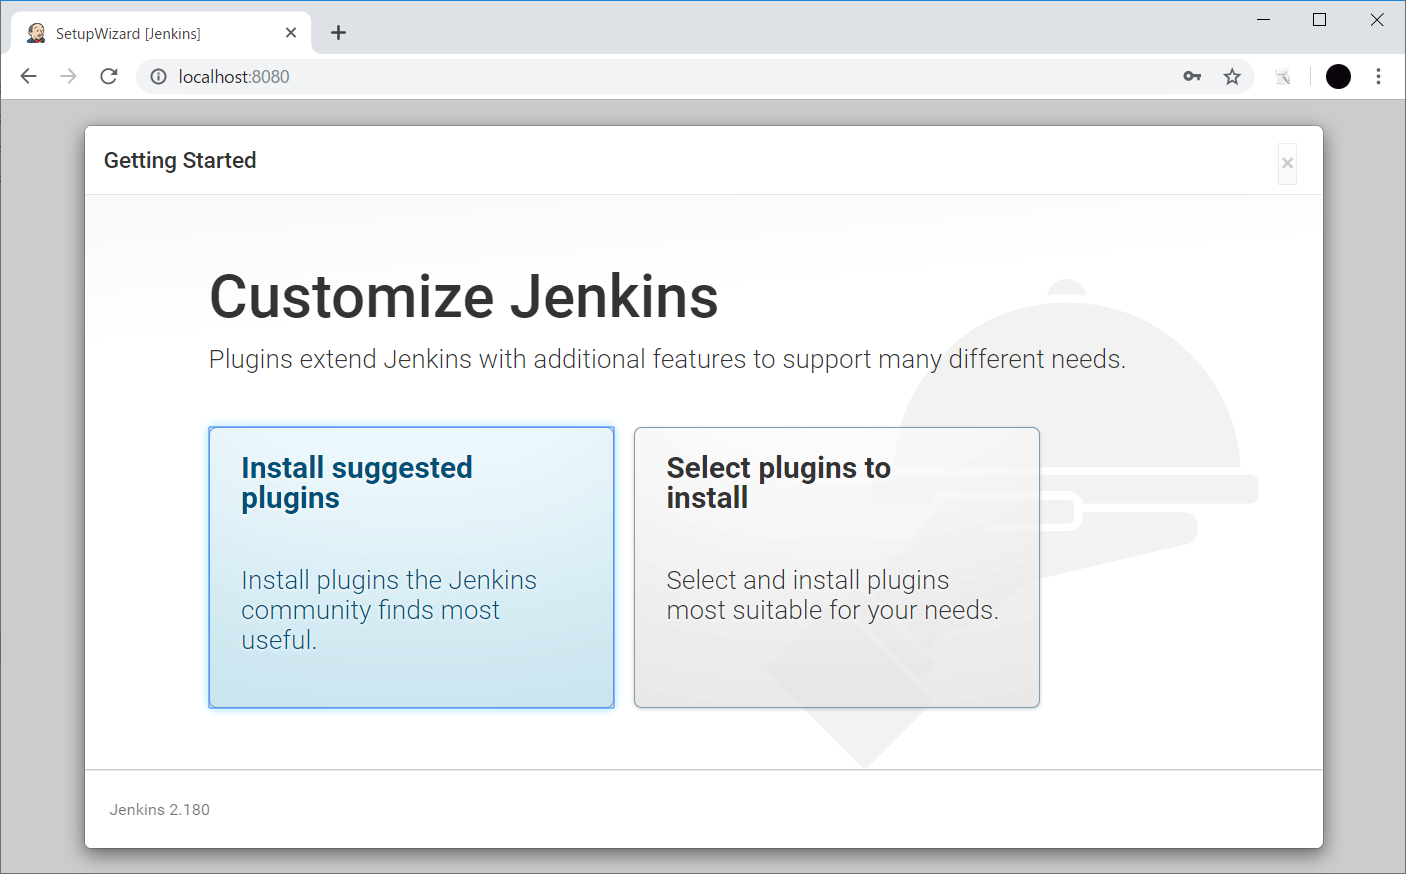 SetupWizard [Jenkins]
localhost:8080
Getting Started
Customize Jenkins
Plugins extend Jenkins with additional features to support many different needs.
Install suggested
plugins
Install plugins the Jenkins
community finds most
useful.
Select plugins to
install
Select and install plugins
most suitable for your needs.
Jenkins 2.180